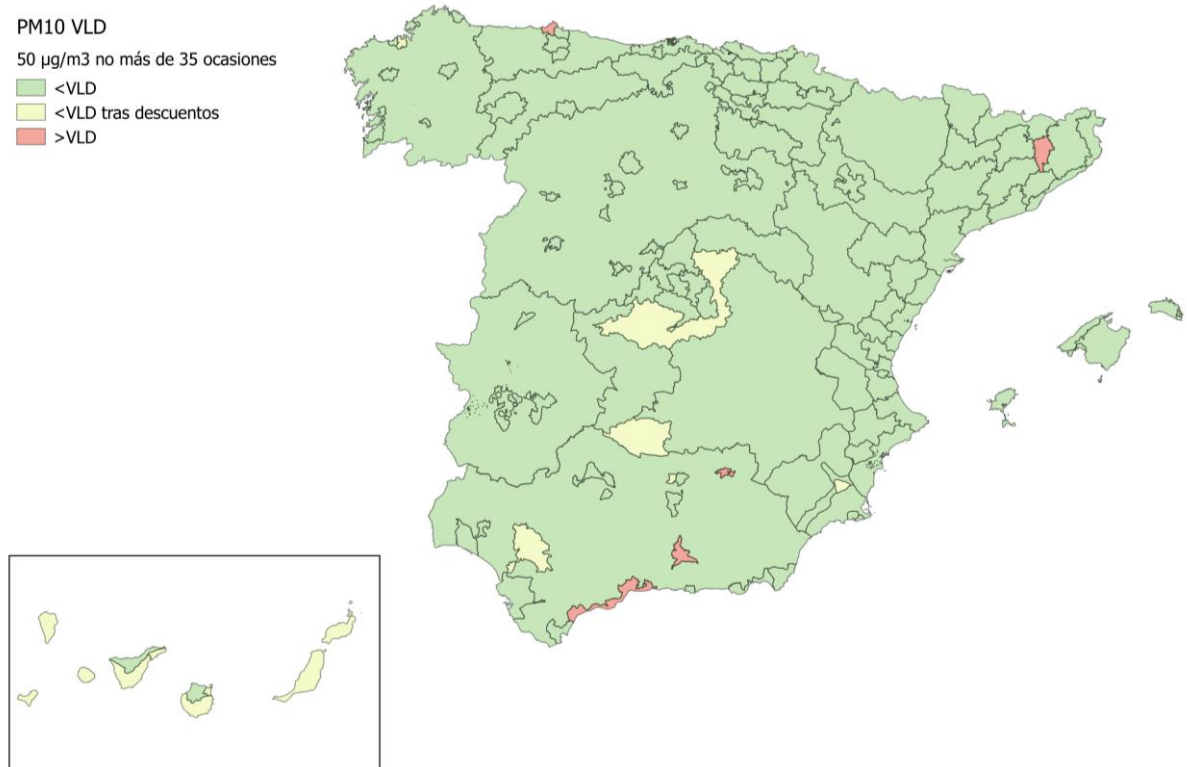 PM10 VLD
50 µg/m3 no más de 35 ocasiones
<VLD
<VLD tras descuentos
>VLD